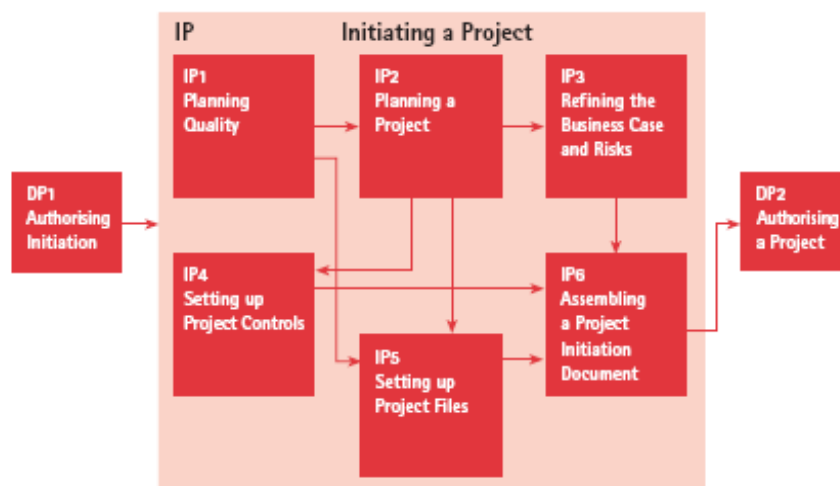 IP
Initiating a Project
IP1
Planning
Quality
IP2
Planning a
Project
IP3
Refining the
Business Case
and Risks
DP1
Authorising
Initiation
DP2
Authorising
a Project
IP4
Setting up
Project Controls
IP6
Assembling
a Project
Initiation
Document
IP5
Setting up
Project Files